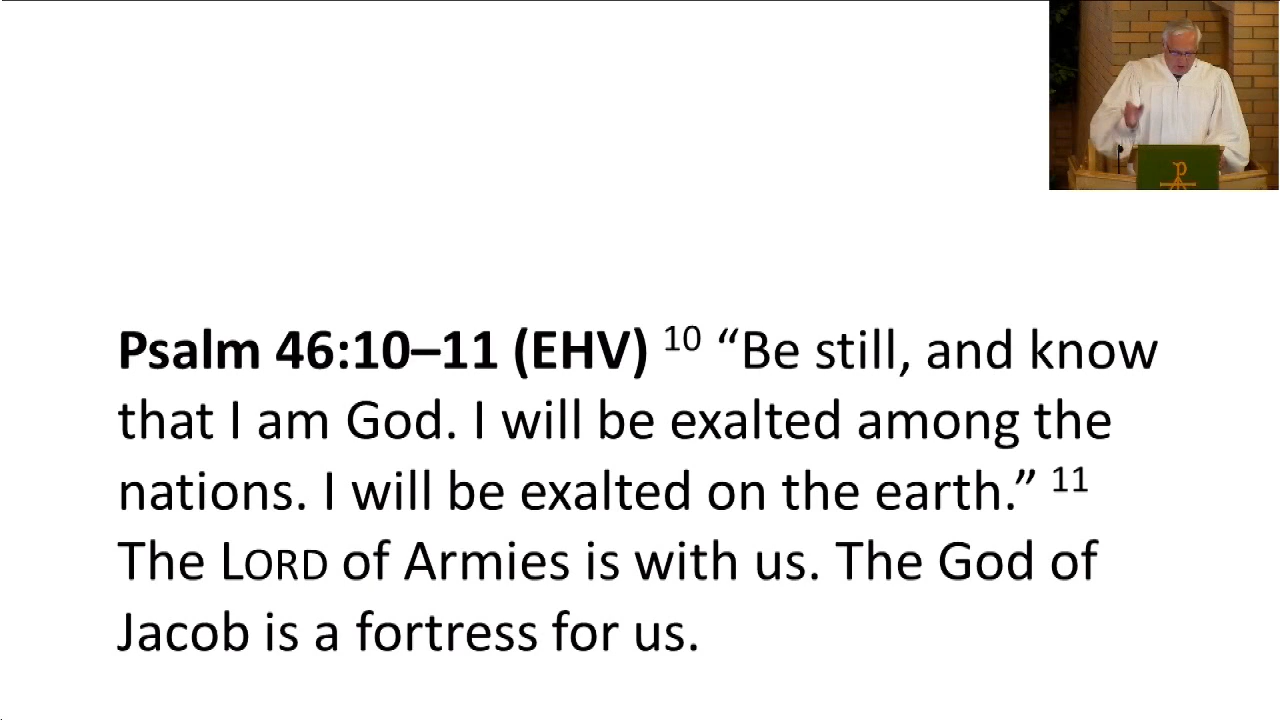 Psalm 46:10–11 (EHV) ¹⁰ “Be still, and know
that I am God. I will be exalted among the
nations. I will be exalted on the earth.” ¹¹
The LORD of Armies is with us. The God of
Jacob is a fortress for us.